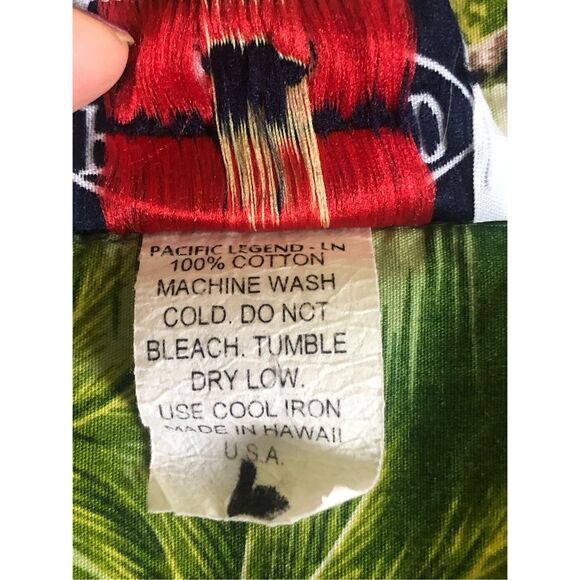 PACIFIC LEGEND - LN
100% COTTON
MACHINE WASH
COLD. DO NOT
BLEACH. TUMBLE
DRY LOW.
USE COOL IRON
MADE IN HAWAII
U.S.A.
L